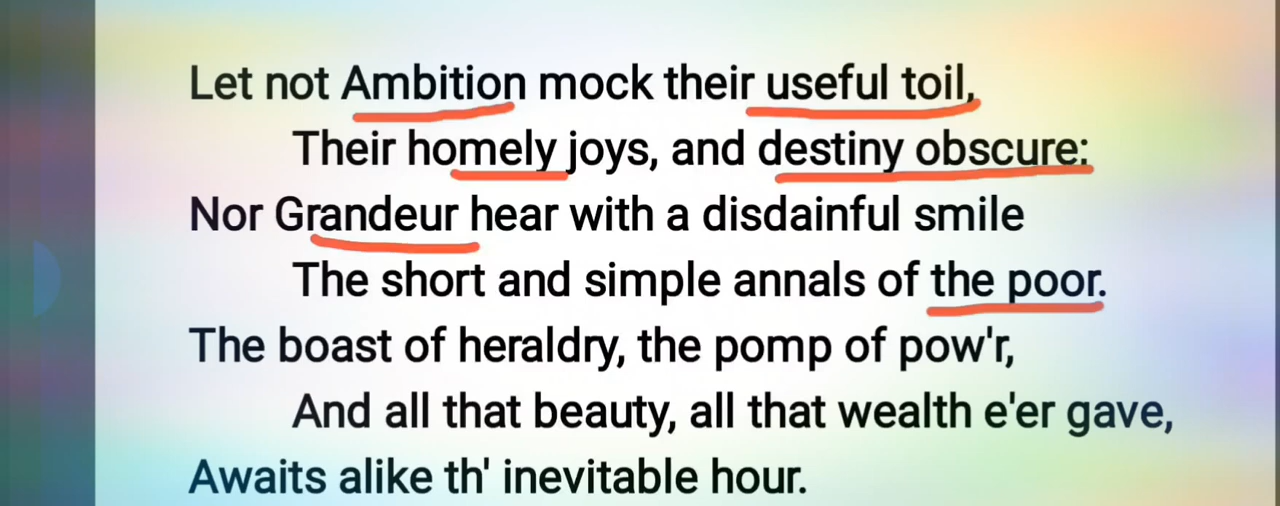 Let not Ambition mock their useful toil,
Their homely joys, and destiny obscure:
Nor Grandeur hear with a disdainful smile
The short and simple annals of the poor.
The boast of heraldry, the pomp of pow'r,
And all that beauty, all that wealth e'er gave,
Awaits alike th' inevitable hour.